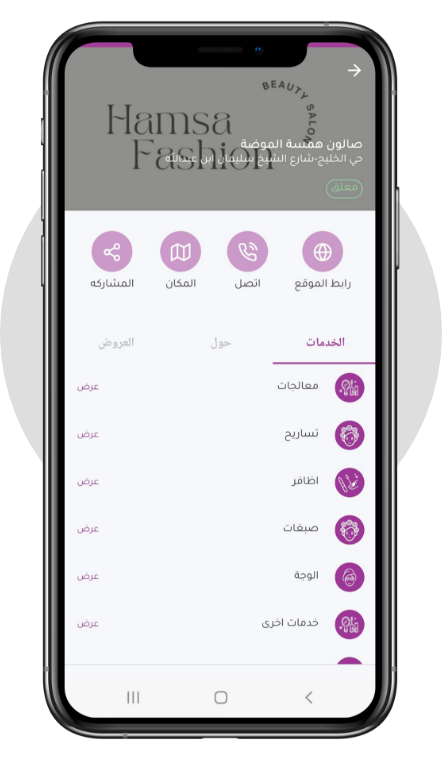 BEAUTY SALON
Hamsa
Fashion
صالون همسة الموضة
حي الخليج-شارع الشيخ سليمان ابن عبدالله
مغلق
رابط الموقع
اتصل
المكان
المشاركه
الخدمات
حول
العروض
معالجات
عرض
تساريح
عرض
اظافر
عرض
صبغات
عرض
الوجة
عرض
خدمات اخرى
عرض